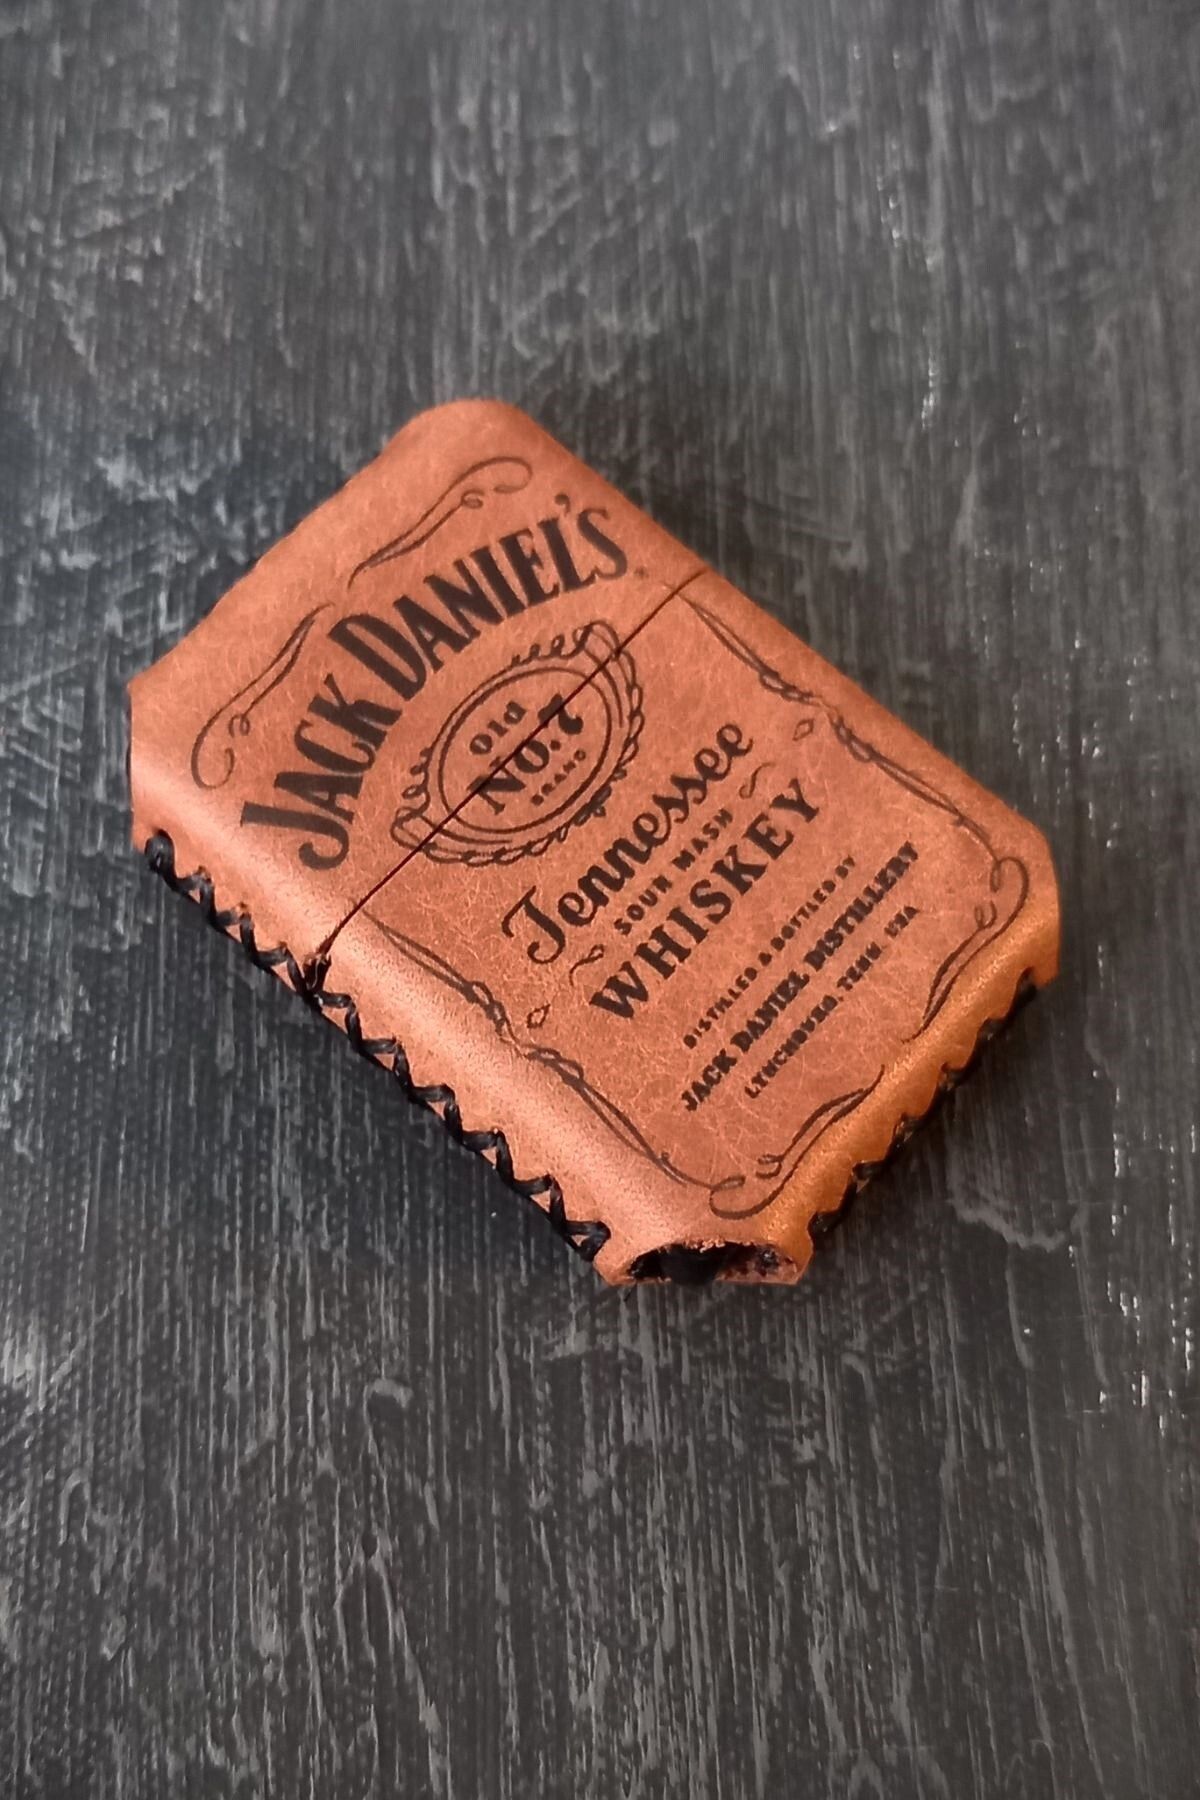 JACK DANIEL'S
Old
NO. 7
BRAND
Tennessee
SOUR MASH
WHISKEY
DISTILLED & BOTTLED BY
JACK DANIEL DISTILLERY
LYNCHBURG, TENN. USA